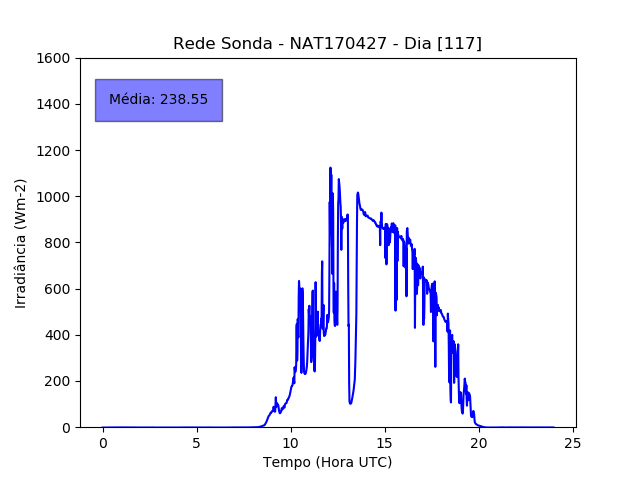 Rede Sonda - NAT170427 - Dia [117]
1600
1400
1200
1000
800
600
400
200
0
Média: 238.55
Irradiância (Wm-2)
0 5 10 15 20 25
Tempo (Hora UTC)